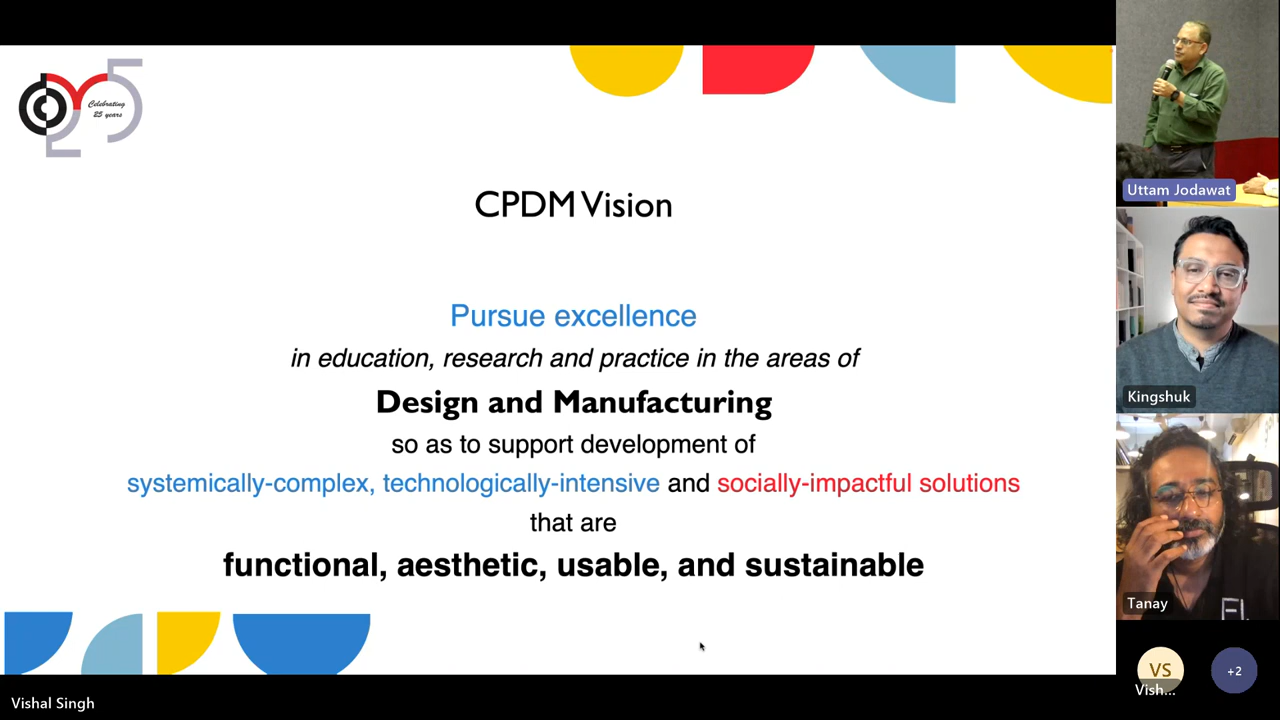 Celebrating
25 years
CPDM Vision
Pursue excellence
in education, research and practice in the areas of
Design and Manufacturing
so as to support development of
systemically-complex, technologically-intensive and socially-impactful solutions
that are
functional, aesthetic, usable, and sustainable
Vishal Singh
Uttam Jodawat
Kingshuk
Tanay
VS
Vish...
+2